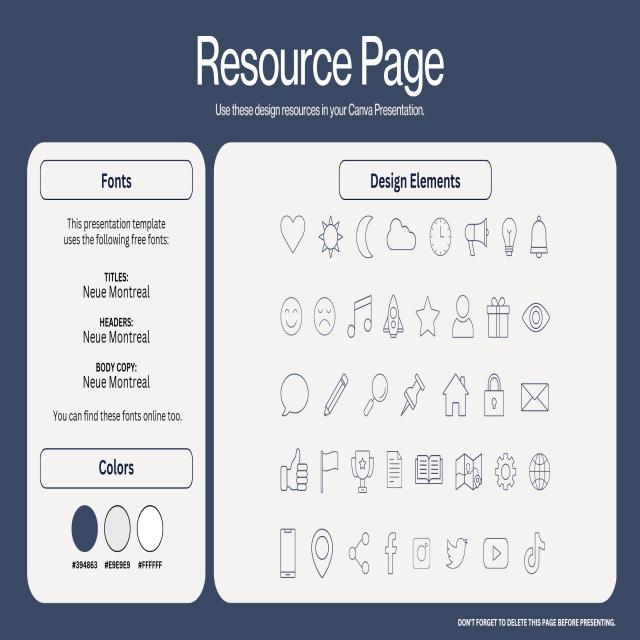 Resource Page
Use these design resources in your Canva Presentation.
Fonts
This presentation template
uses the following free fonts:
TITLES:
Neue Montreal
HEADERS:
Neue Montreal
BODY COPY:
Neue Montreal
You can find these fonts online too.
Colors
#394863 #E9E9E9 #FFFFFF
Design Elements
DON'T FORGET TO DELETE THIS PAGE BEFORE PRESENTING.